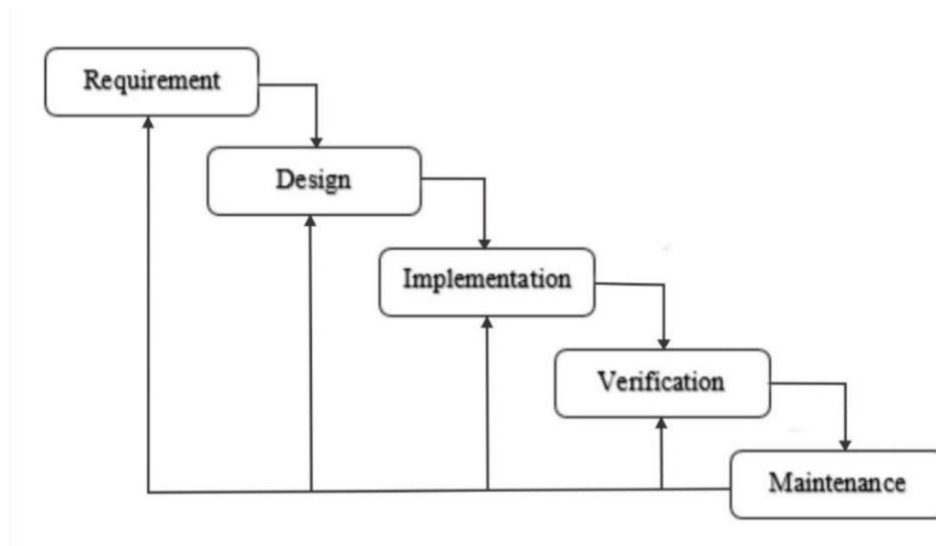 Requirement
Design
Implementation
Verification
Maintenance